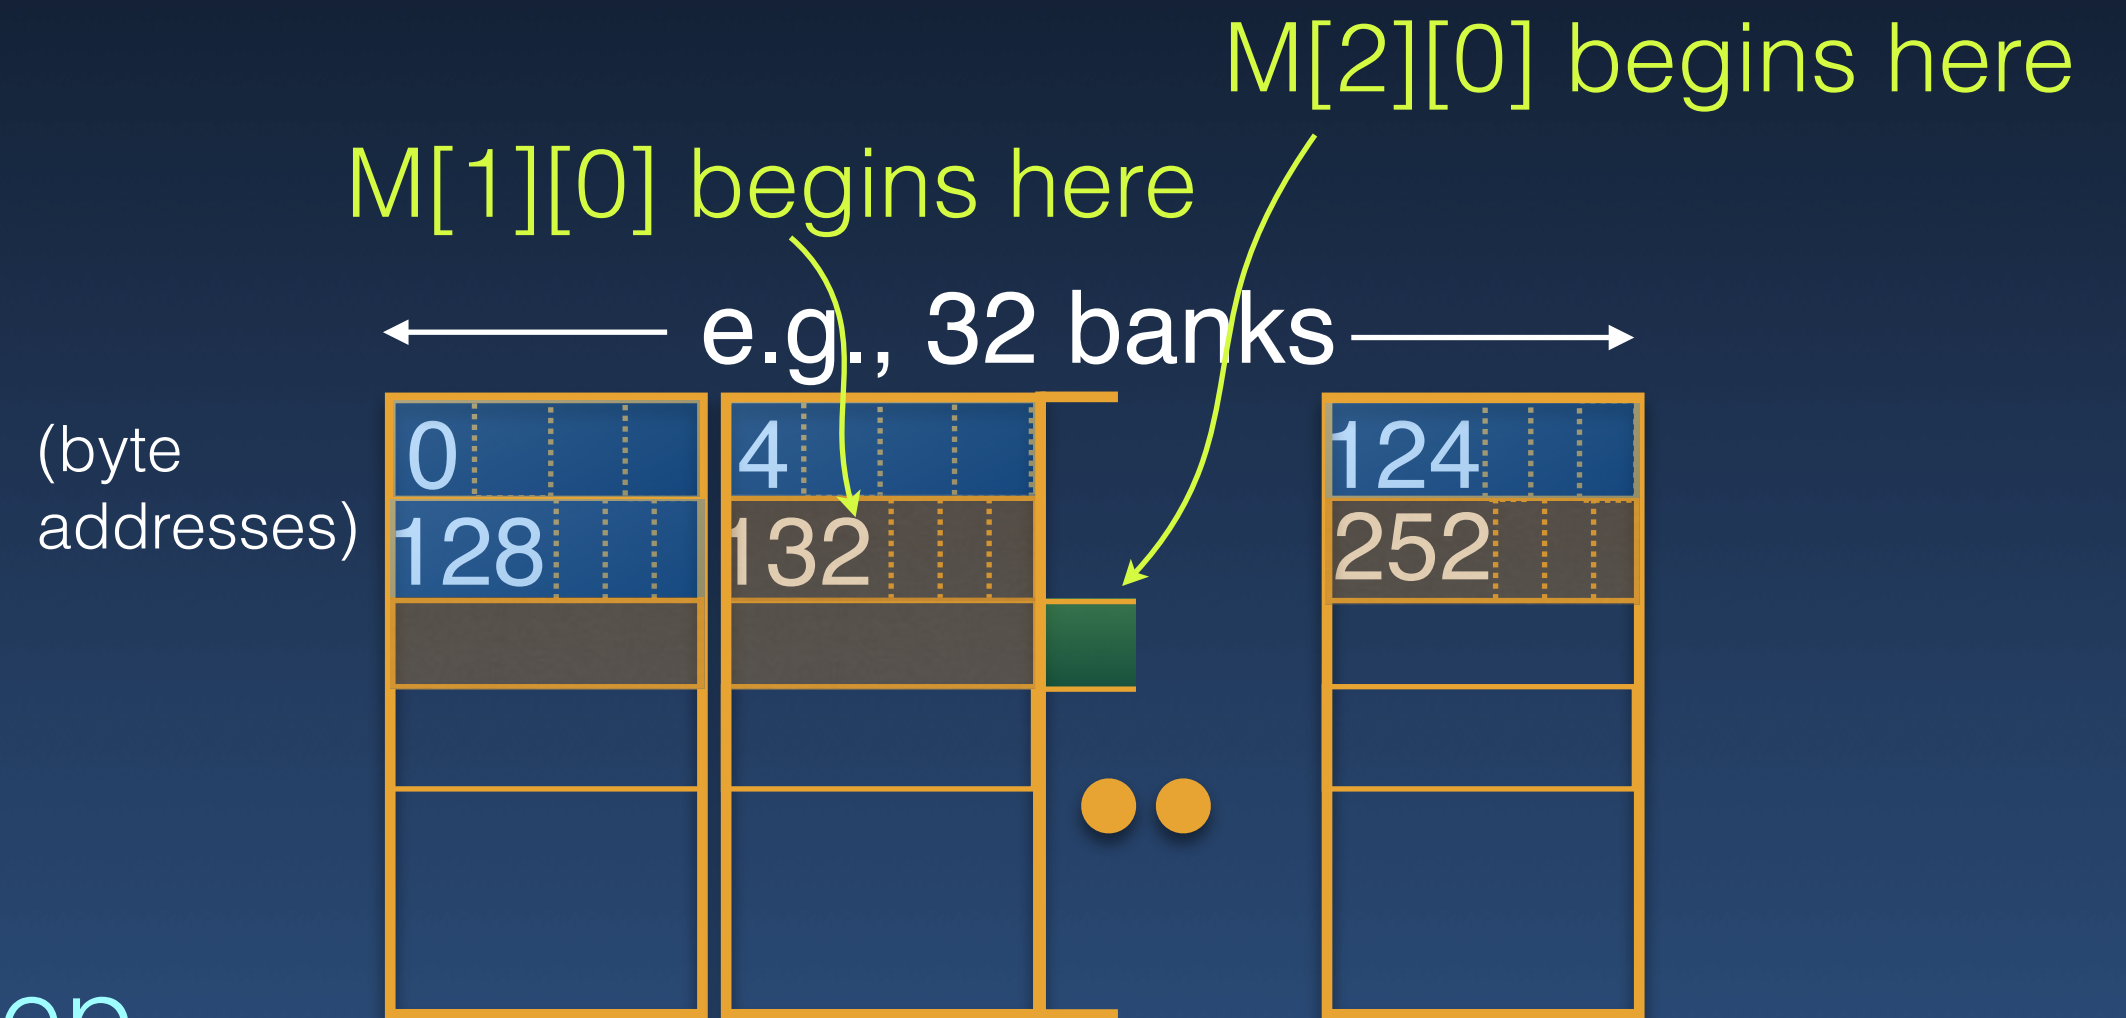 M[2][0] begins here
M[1][0] begins here
e.g., 32 banks
(byte
addresses)
0 4 124
128 132 252